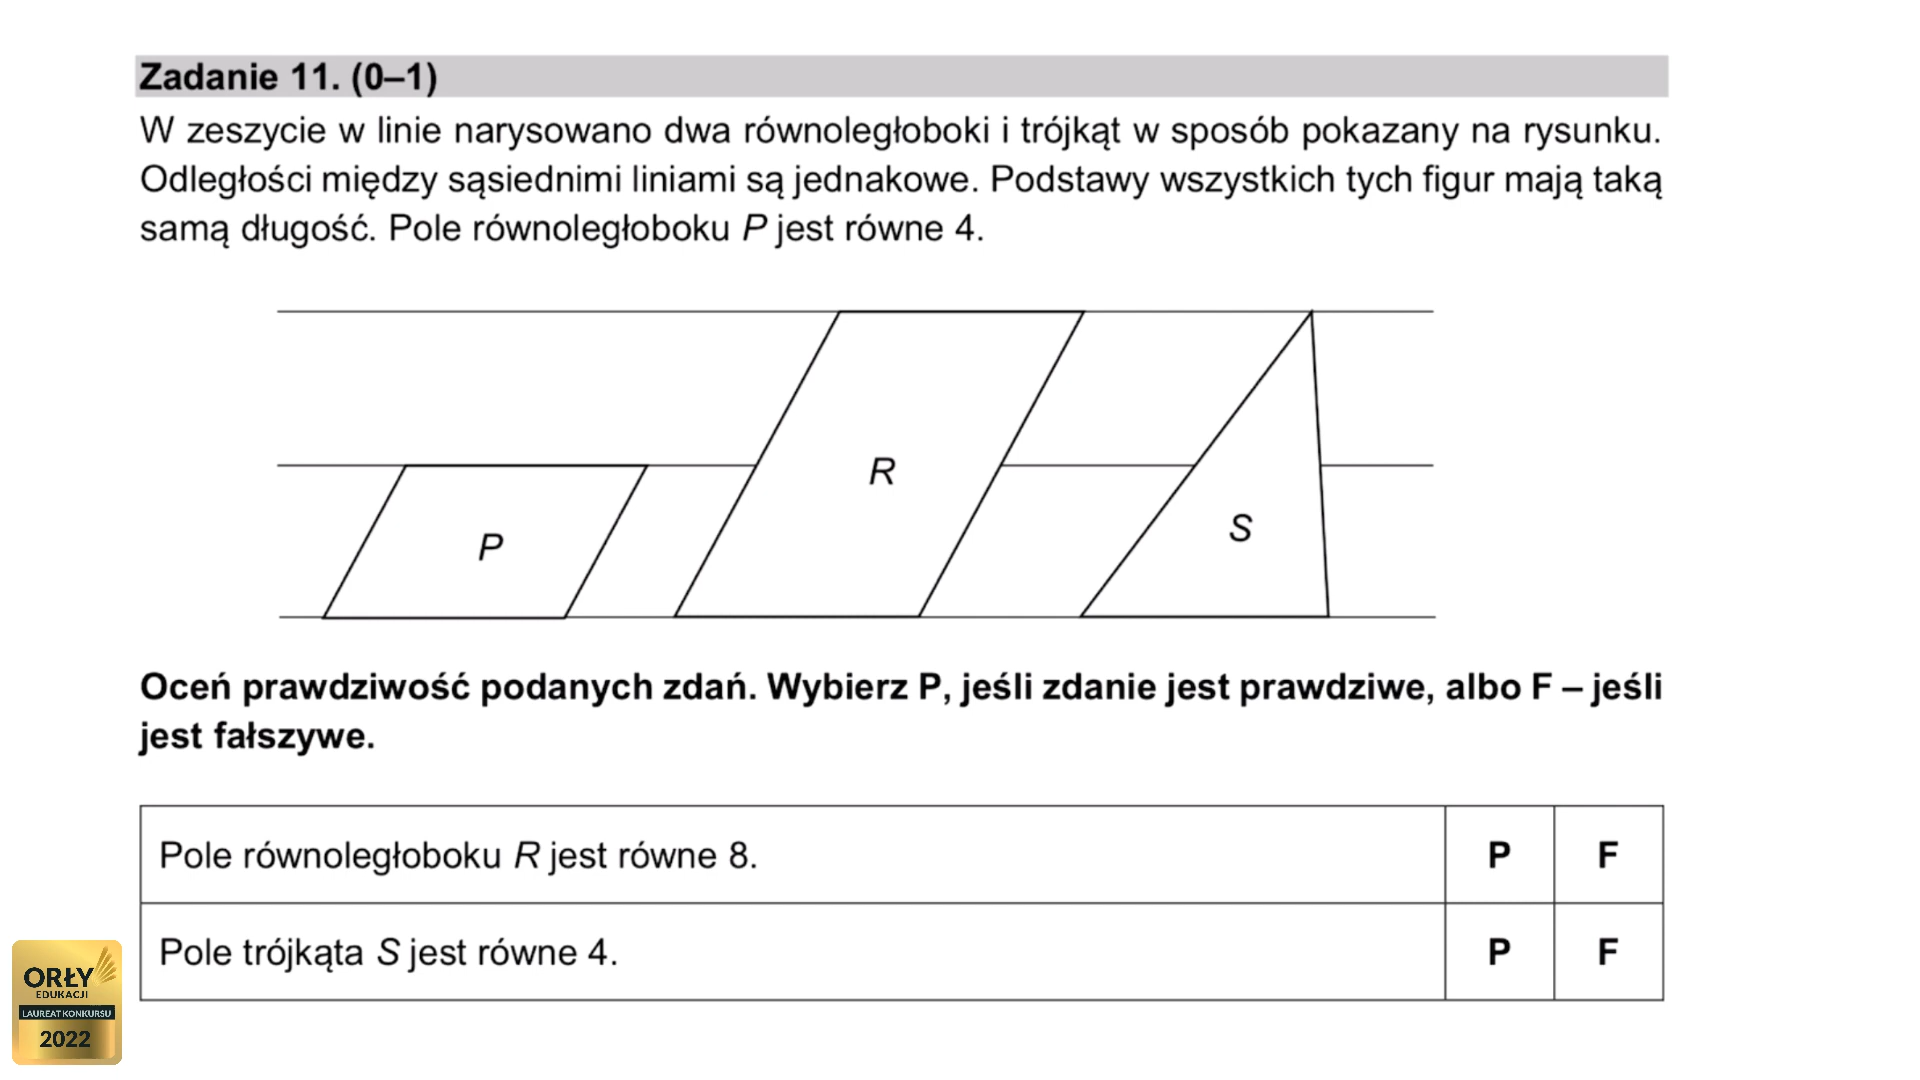 Zadanie 11. (0–1)
W zeszycie w linie narysowano dwa równoległoboki i trójkąt w sposób pokazany na rysunku.
Odległości między sąsiednimi liniami są jednakowe. Podstawy wszystkich tych figur mają taką
samą długość. Pole równoległoboku P jest równe 4.
R
S
P
Oceń prawdziwość podanych zdań. Wybierz P, jeśli zdanie jest prawdziwe, albo F – jeśli
jest fałszywe.
Pole równoległoboku R jest równe 8. P F
Pole trójkąta S jest równe 4. P F
ORŁY
EDUKACJI
LAUREAT KONKURSU
2022